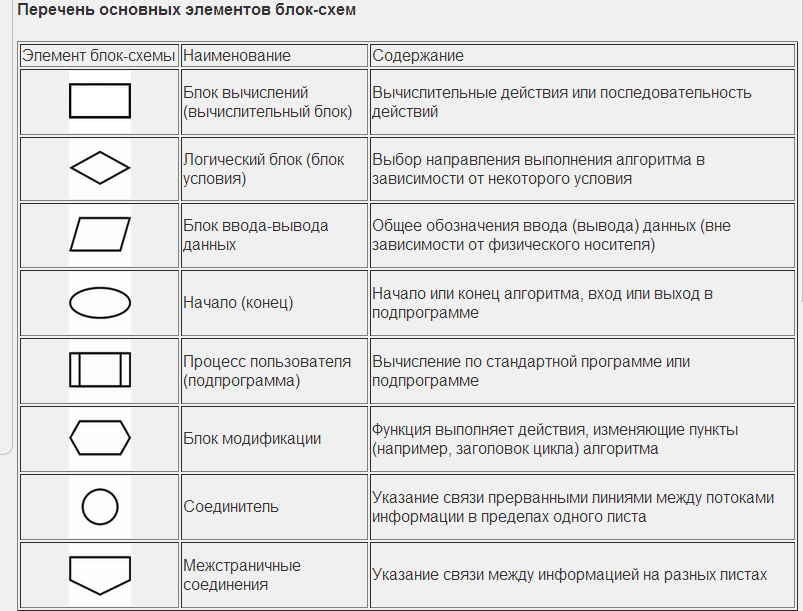 Перечень основных элементов блок-схем
Элемент блок-схемы Наименование Содержание
Блок вычислений
(вычислительный блок)
Вычислительные действия или последовательность
действий
Логический блок (блок
условия)
Выбор направления выполнения алгоритма в
зависимости от некоторого условия
Блок ввода-вывода
данных
Общее обозначения ввода (вывода) данных (вне
зависимости от физического носителя)
Начало (конец)
Начало или конец алгоритма, вход или выход в
подпрограмме
Процесс пользователя
(подпрограмма)
Вычисление по стандартной программе или
подпрограмме
Блок модификации
Функция выполняет действия, изменяющие пункты
(например, заголовок цикла) алгоритма
Соединитель
Указание связи прерванными линиями между потоками
информации в пределах одного листа
Межстраничные
соединения
Указание связи между информацией на разных листах